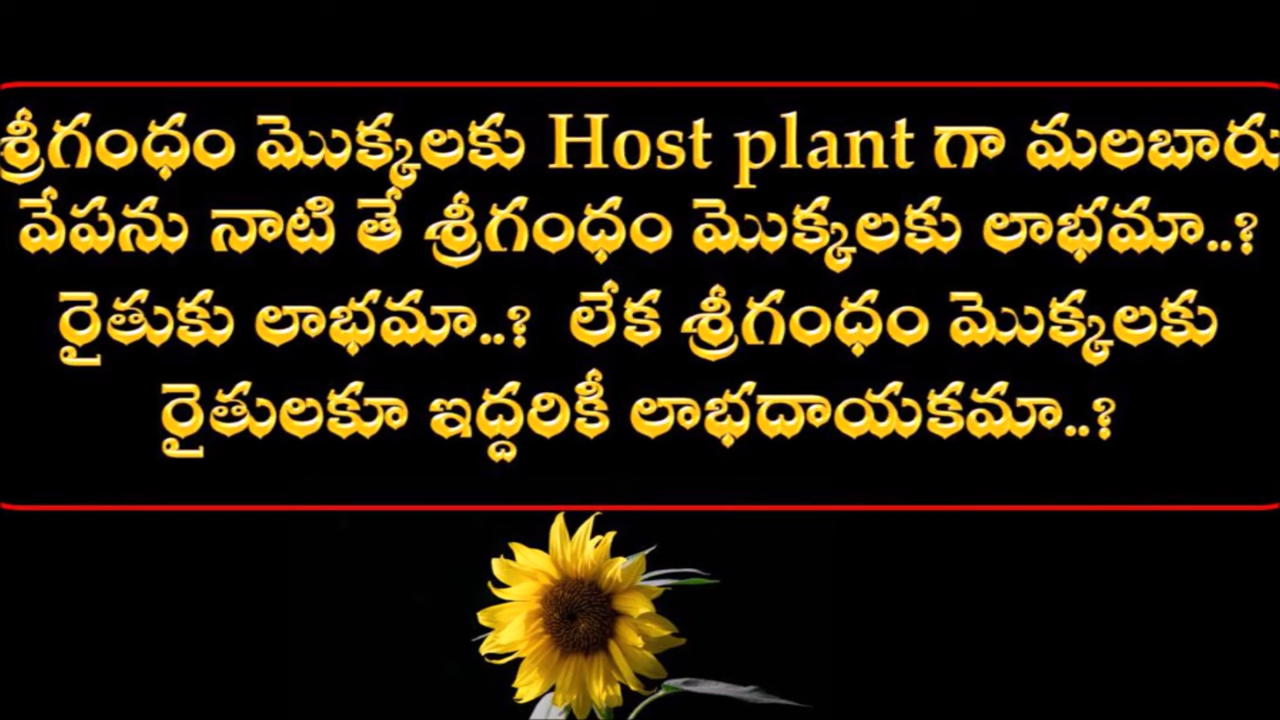 శ్రీగంధం మొక్కలకు Host plant గా మలబారు
వేపను నాటి తే శ్రీగంధం మొక్కలకు లాభమా..?
రైతుకు లాభమా..? లేక శ్రీగంధం మొక్కలకు
రైతులకూ ఇద్దరికీ లాభదాయకమా..?